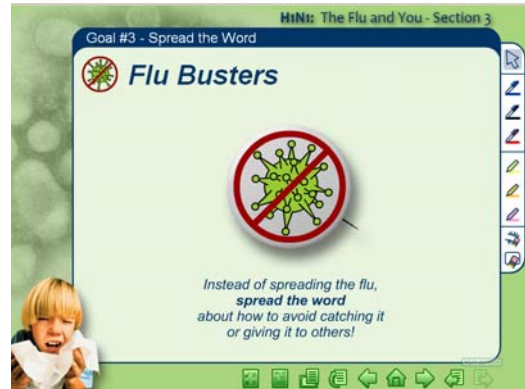 H1N1: The Flu and You - Section 3
Goal #3 - Spread the Word
Flu Busters
Instead of spreading the flu,
spread the word
about how to avoid catching it
or giving it to others!